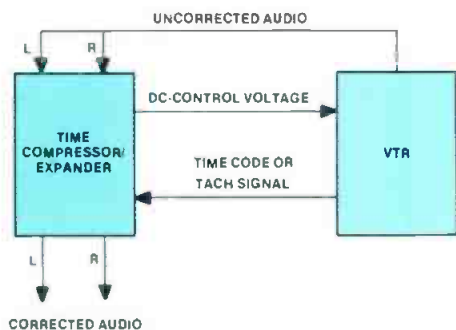 UNCORRECTED AUDIO
L R
DC-CONTROL VOLTAGE
TIME
COMPRESSOR/
EXPANDER
VTR
TIME CODE OR
TACH SIGNAL
L R
CORRECTED AUDIO